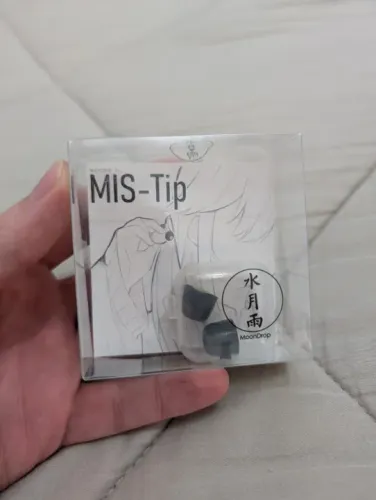 MIS-Tip
水
月
雨
MoonDrop